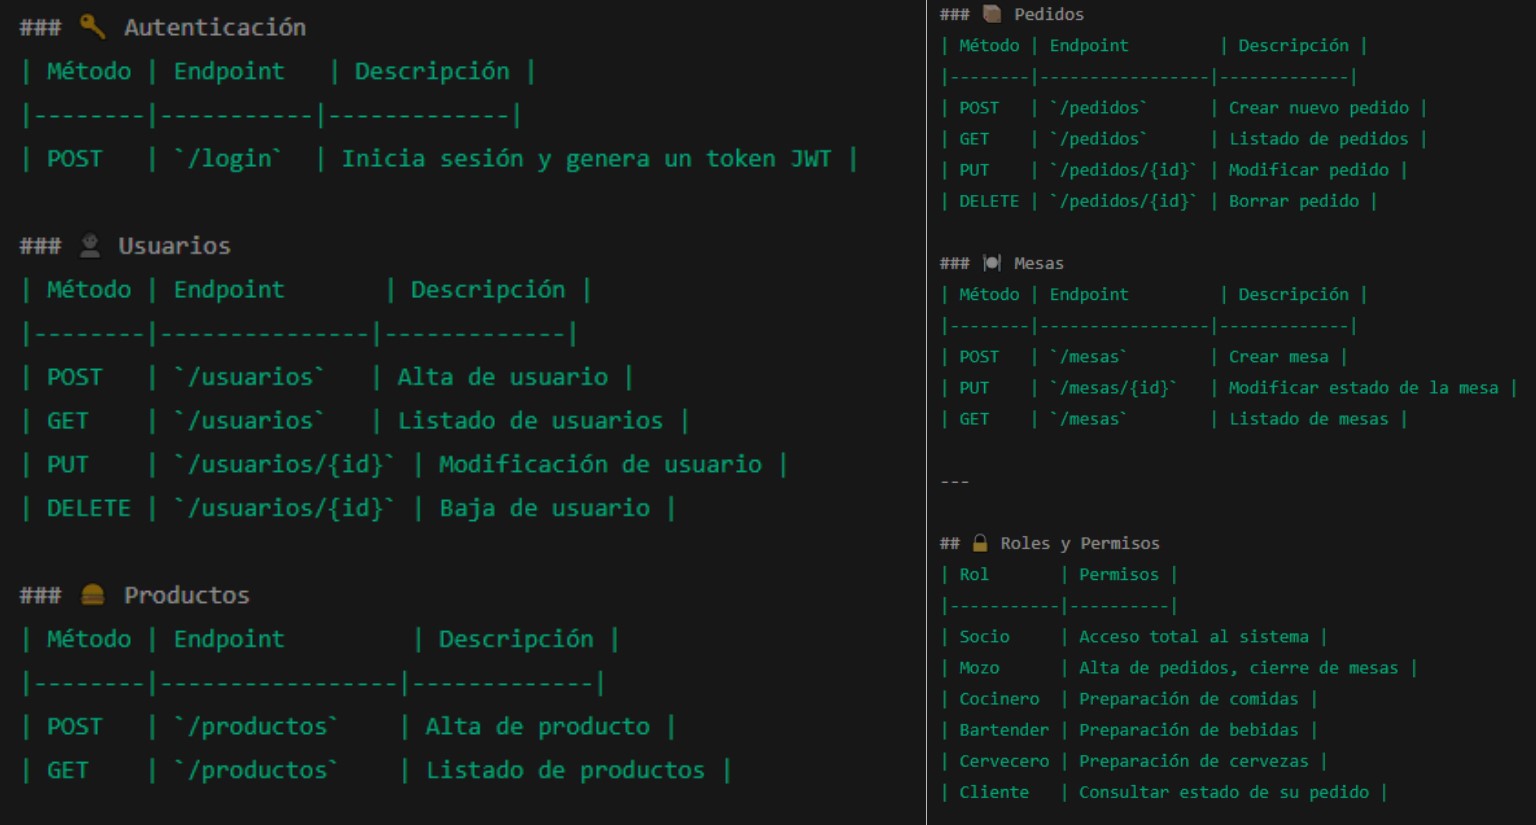 ### 🔑 Autenticación
| Método | Endpoint   | Descripción |
|--------|-----------|-------------|
| POST   | `/login`  | Inicia sesión y genera un token JWT |

### 👤 Usuarios
| Método | Endpoint       | Descripción |
|--------|---------------|-------------|
| POST   | `/usuarios`   | Alta de usuario |
| GET    | `/usuarios`   | Listado de usuarios |
| PUT    | `/usuarios/{id}` | Modificación de usuario |
| DELETE | `/usuarios/{id}` | Baja de usuario |

### 🍔 Productos
| Método | Endpoint         | Descripción |
|--------|-----------------|-------------|
| POST   | `/productos`    | Alta de producto |
| GET    | `/productos`    | Listado de productos |

### 📦 Pedidos
| Método | Endpoint         | Descripción |
|--------|-----------------|-------------|
| POST   | `/pedidos`      | Crear nuevo pedido |
| GET    | `/pedidos`      | Listado de pedidos |
| PUT    | `/pedidos/{id}` | Modificar pedido |
| DELETE | `/pedidos/{id}` | Borrar pedido |

### 🍽️ Mesas
| Método | Endpoint         | Descripción |
|--------|-----------------|-------------|
| POST   | `/mesas`        | Crear mesa |
| PUT    | `/mesas/{id}`   | Modificar estado de la mesa |
| GET    | `/mesas`        | Listado de mesas |

---

## 🔒 Roles y Permisos
| Rol       | Permisos |
|-----------|----------|
| Socio     | Acceso total al sistema |
| Mozo      | Alta de pedidos, cierre de mesas |
| Cocinero  | Preparación de comidas |
| Bartender | Preparación de bebidas |
| Cervecero | Preparación de cervezas |
| Cliente   | Consultar estado de su pedido |